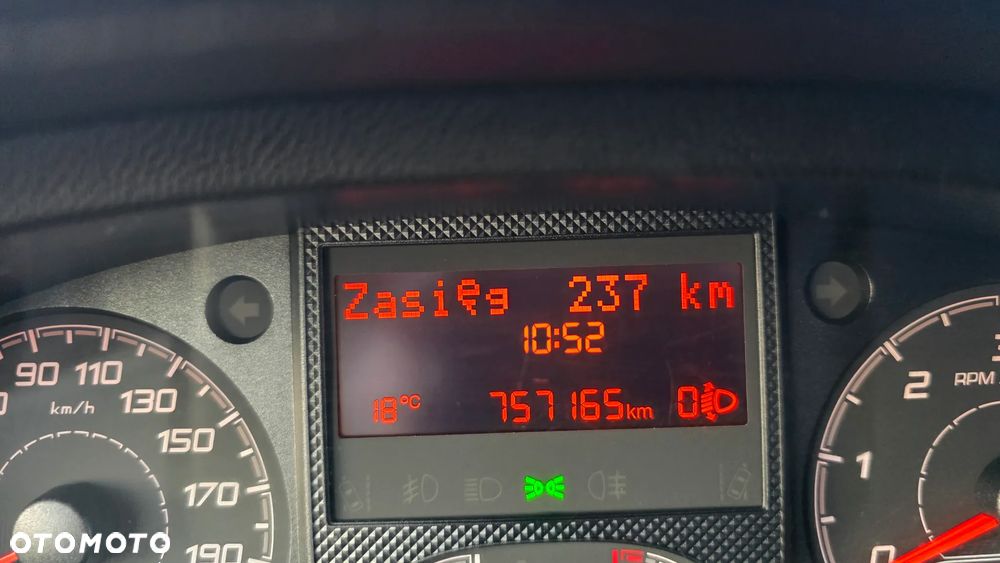 Zasięg 237 km
10:52
18°C 757165km 0
90 110 130 150 170 190
km/h
2 1 0
RPM
OTOMOTO